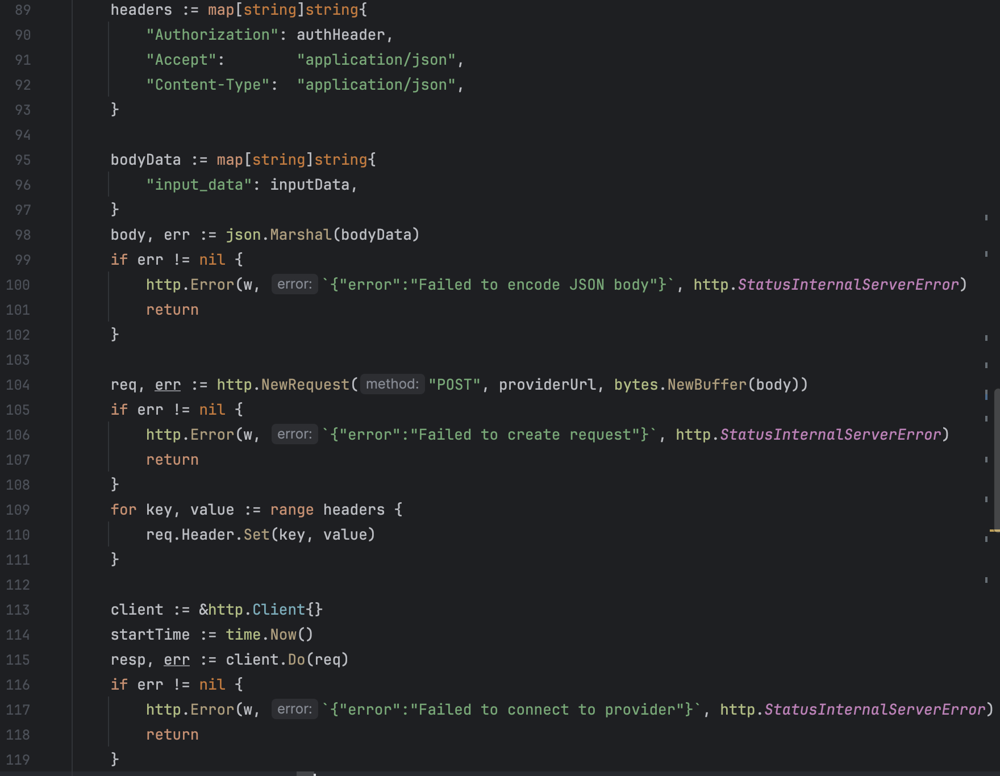 89 headers := map[string]string{
90 "Authorization": authHeader,
91 "Accept":        "application/json",
92 "Content-Type":  "application/json",
93 }
94
95 bodyData := map[string]string{
96 "input_data": inputData,
97 }
98 body, err := json.Marshal(bodyData)
99 if err != nil {
100 http.Error(w, error: `{"error":"Failed to encode JSON body"}`, http.StatusInternalServerError)
101 return
102 }
103
104 req, err := http.NewRequest( method: "POST", providerUrl, bytes.NewBuffer(body))
105 if err != nil {
106 http.Error(w, error: `{"error":"Failed to create request"}`, http.StatusInternalServerError)
107 return
108 }
109 for key, value := range headers {
110 req.Header.Set(key, value)
111 }
112
113 client := &http.Client{}
114 startTime := time.Now()
115 resp, err := client.Do(req)
116 if err != nil {
117 http.Error(w, error: `{"error":"Failed to connect to provider"}`, http.StatusInternalServerError)
118 return
119 }